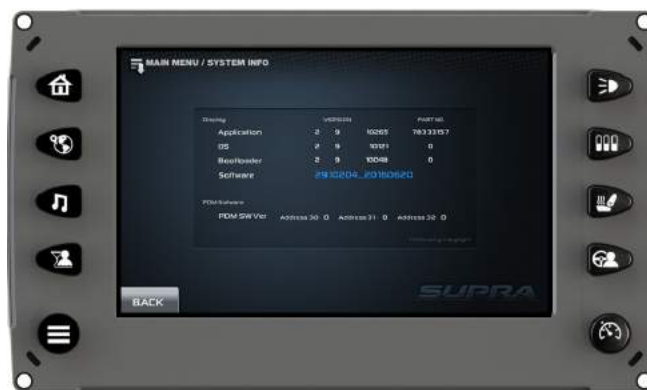 MAIN MENU / SYSTEM INFO
Display VERSION PART NO.
Application 2 9 10265 78333157
OS 2 9 10121 0
Bootloader 2 9 10048 0
Software 2910204_20160620
PDM Software
PDM SW Ver Address 30: 0 Address 31: 0 Address 32: 0
BACK
SUPRA